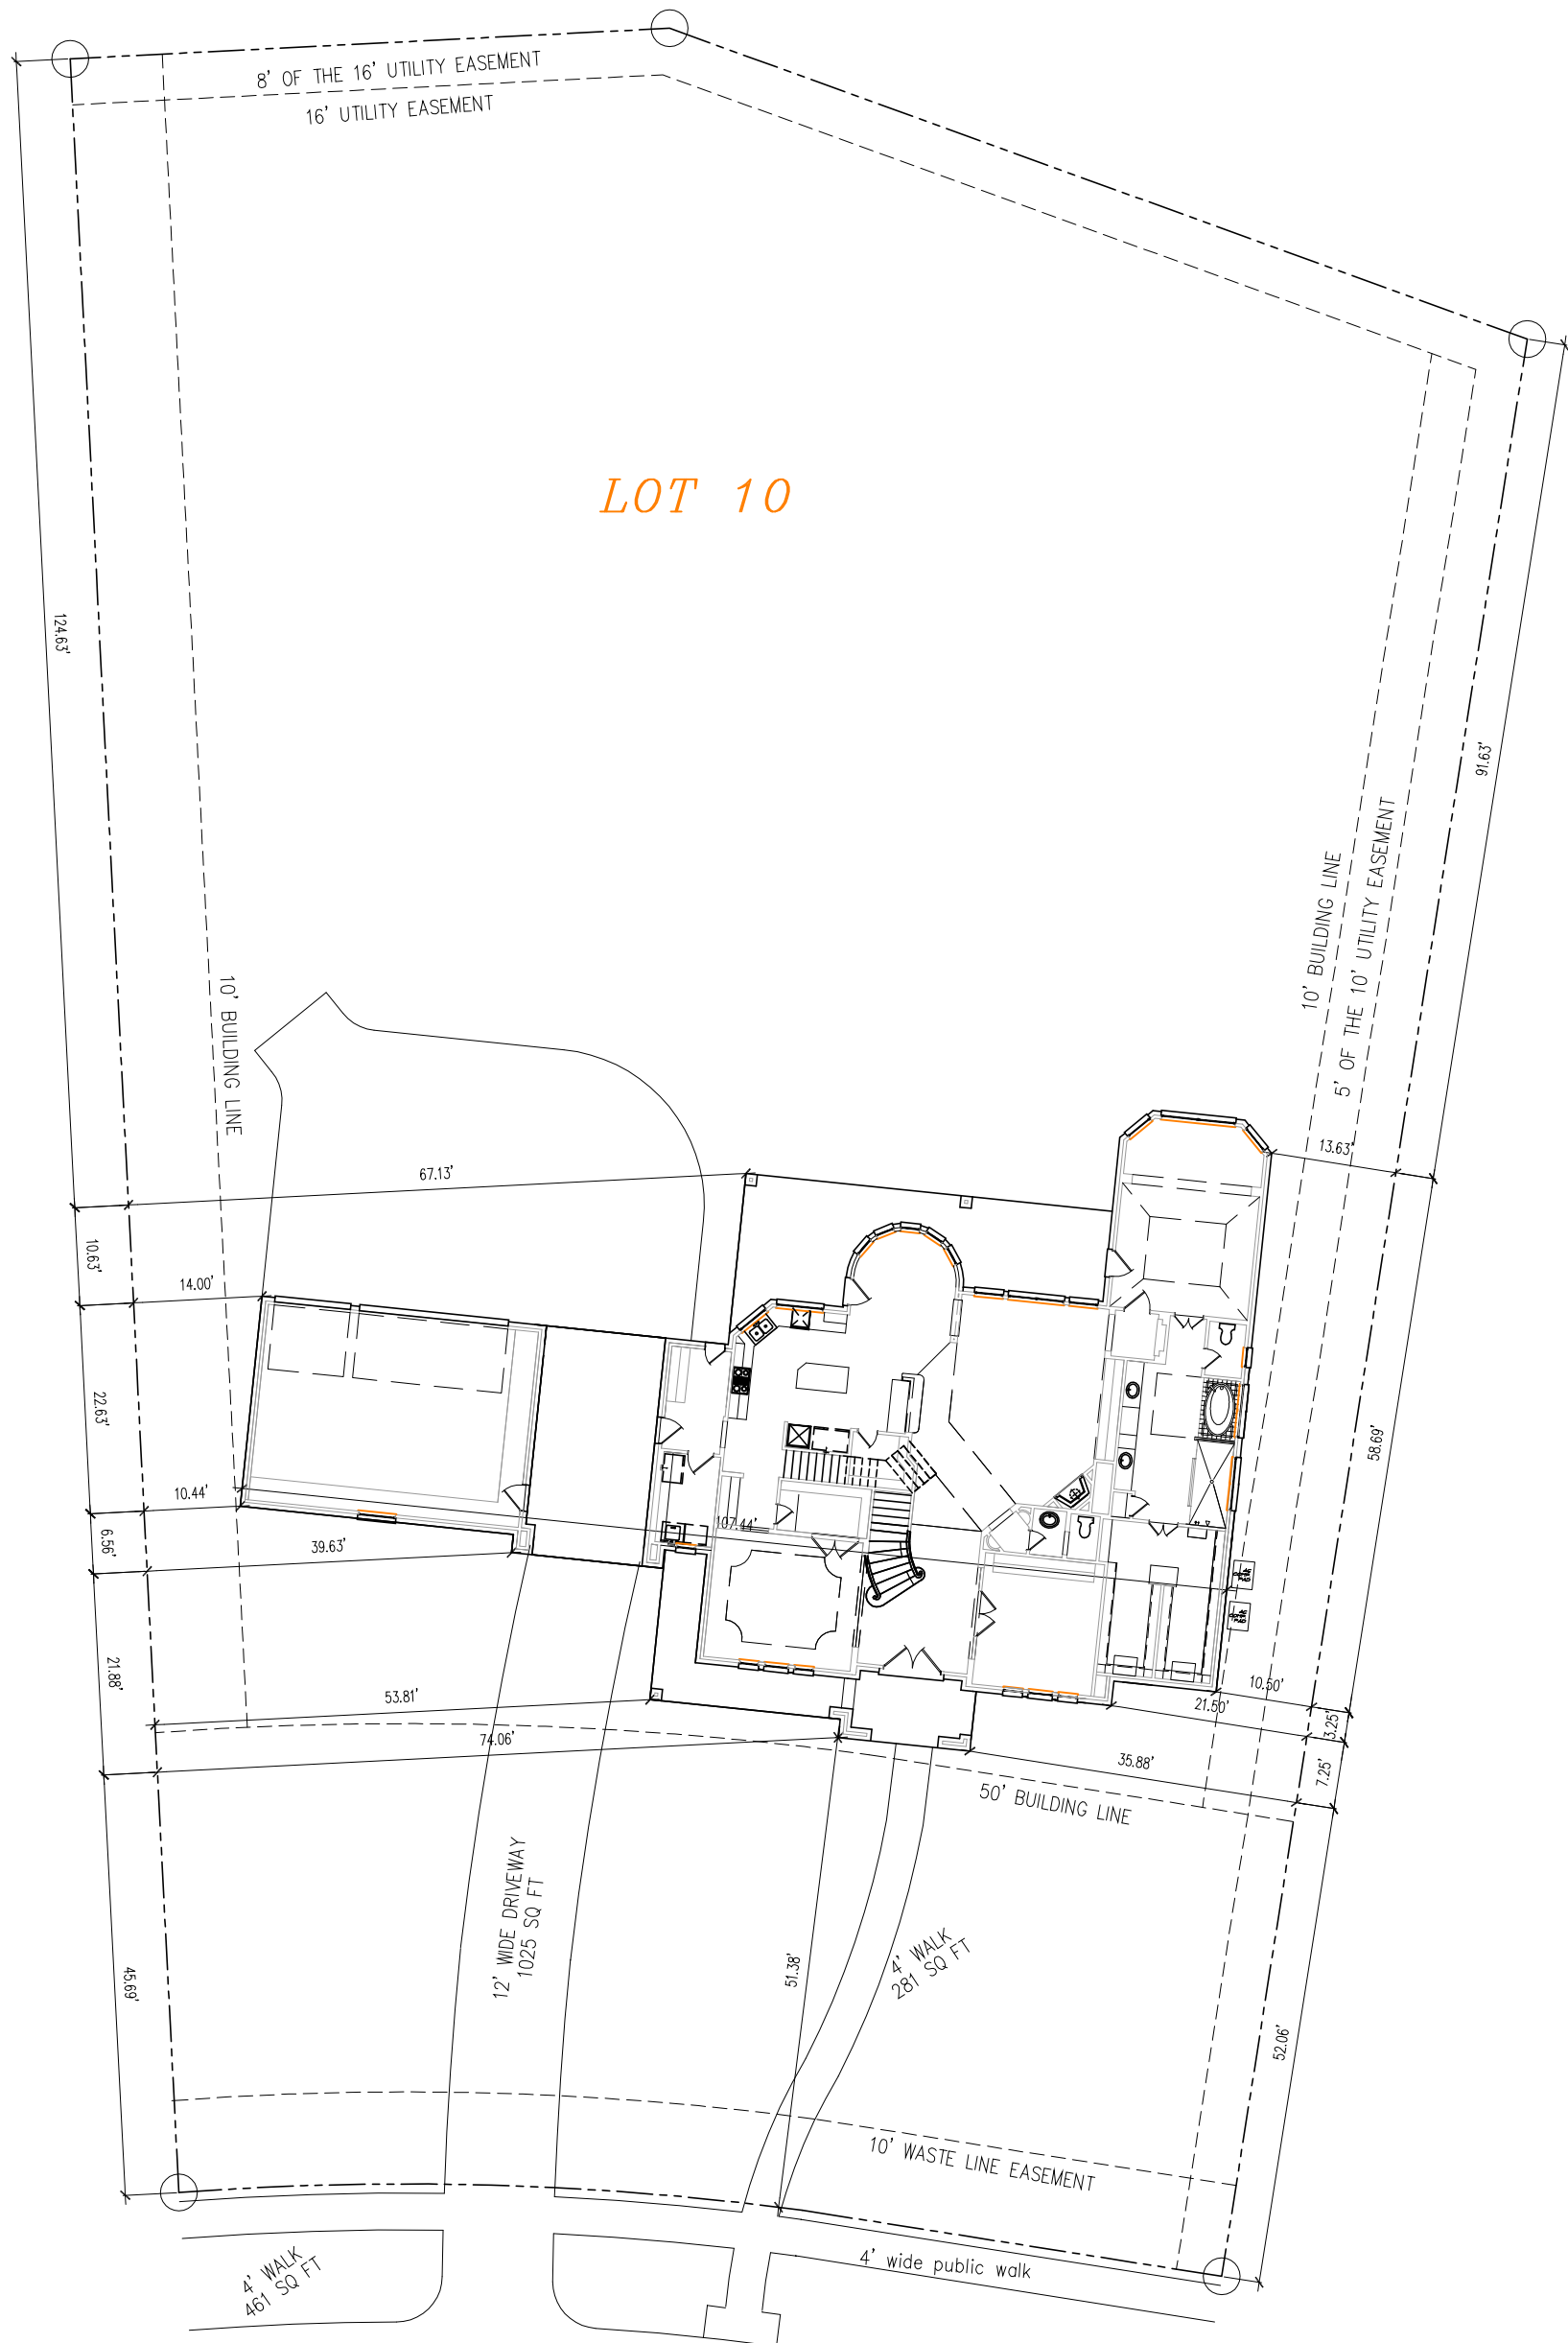 8' OF THE 16' UTILITY EASEMENT
16' UTILITY EASEMENT
LOT 10
124.63'
91.63'
10' BUILDING LINE
5' OF THE 10' UTILITY EASEMENT
10' BUILDING LINE
67.13'
13.63'
10.63'
14.00'
22.63'
58.69'
10.44'
107.44'
6.56'
39.63'
21.88'
53.81'
10.50'
21.50'
3.25'
74.06'
35.88'
7.25'
50' BUILDING LINE
12' WIDE DRIVEWAY
1025 SQ FT
4' WALK
281 SQ FT
51.38'
45.69'
52.06'
10' WASTE LINE EASEMENT
4' wide public walk
4' WALK
461 SQ FT